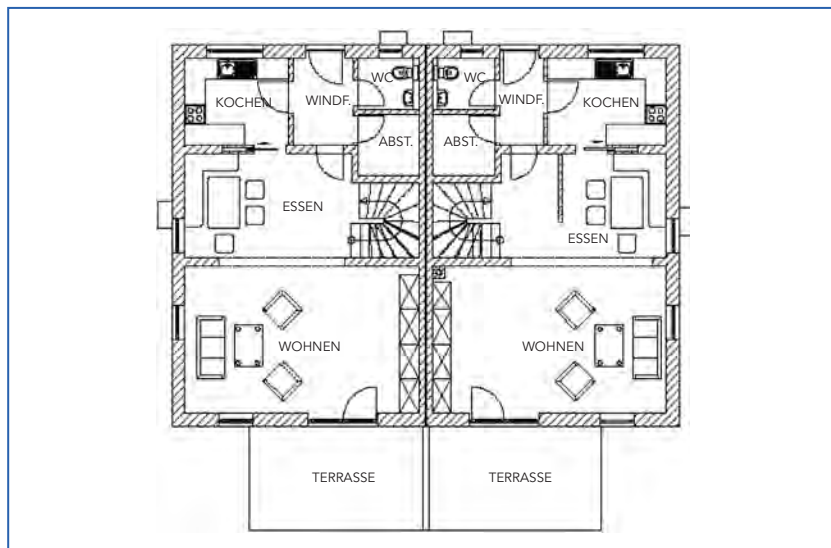 WC WC
KOCHEN WINDF. WINDF. KOCHEN
ABST. ABST.
ESSEN
ESSEN
WOHNEN WOHNEN
TERRASSE TERRASSE